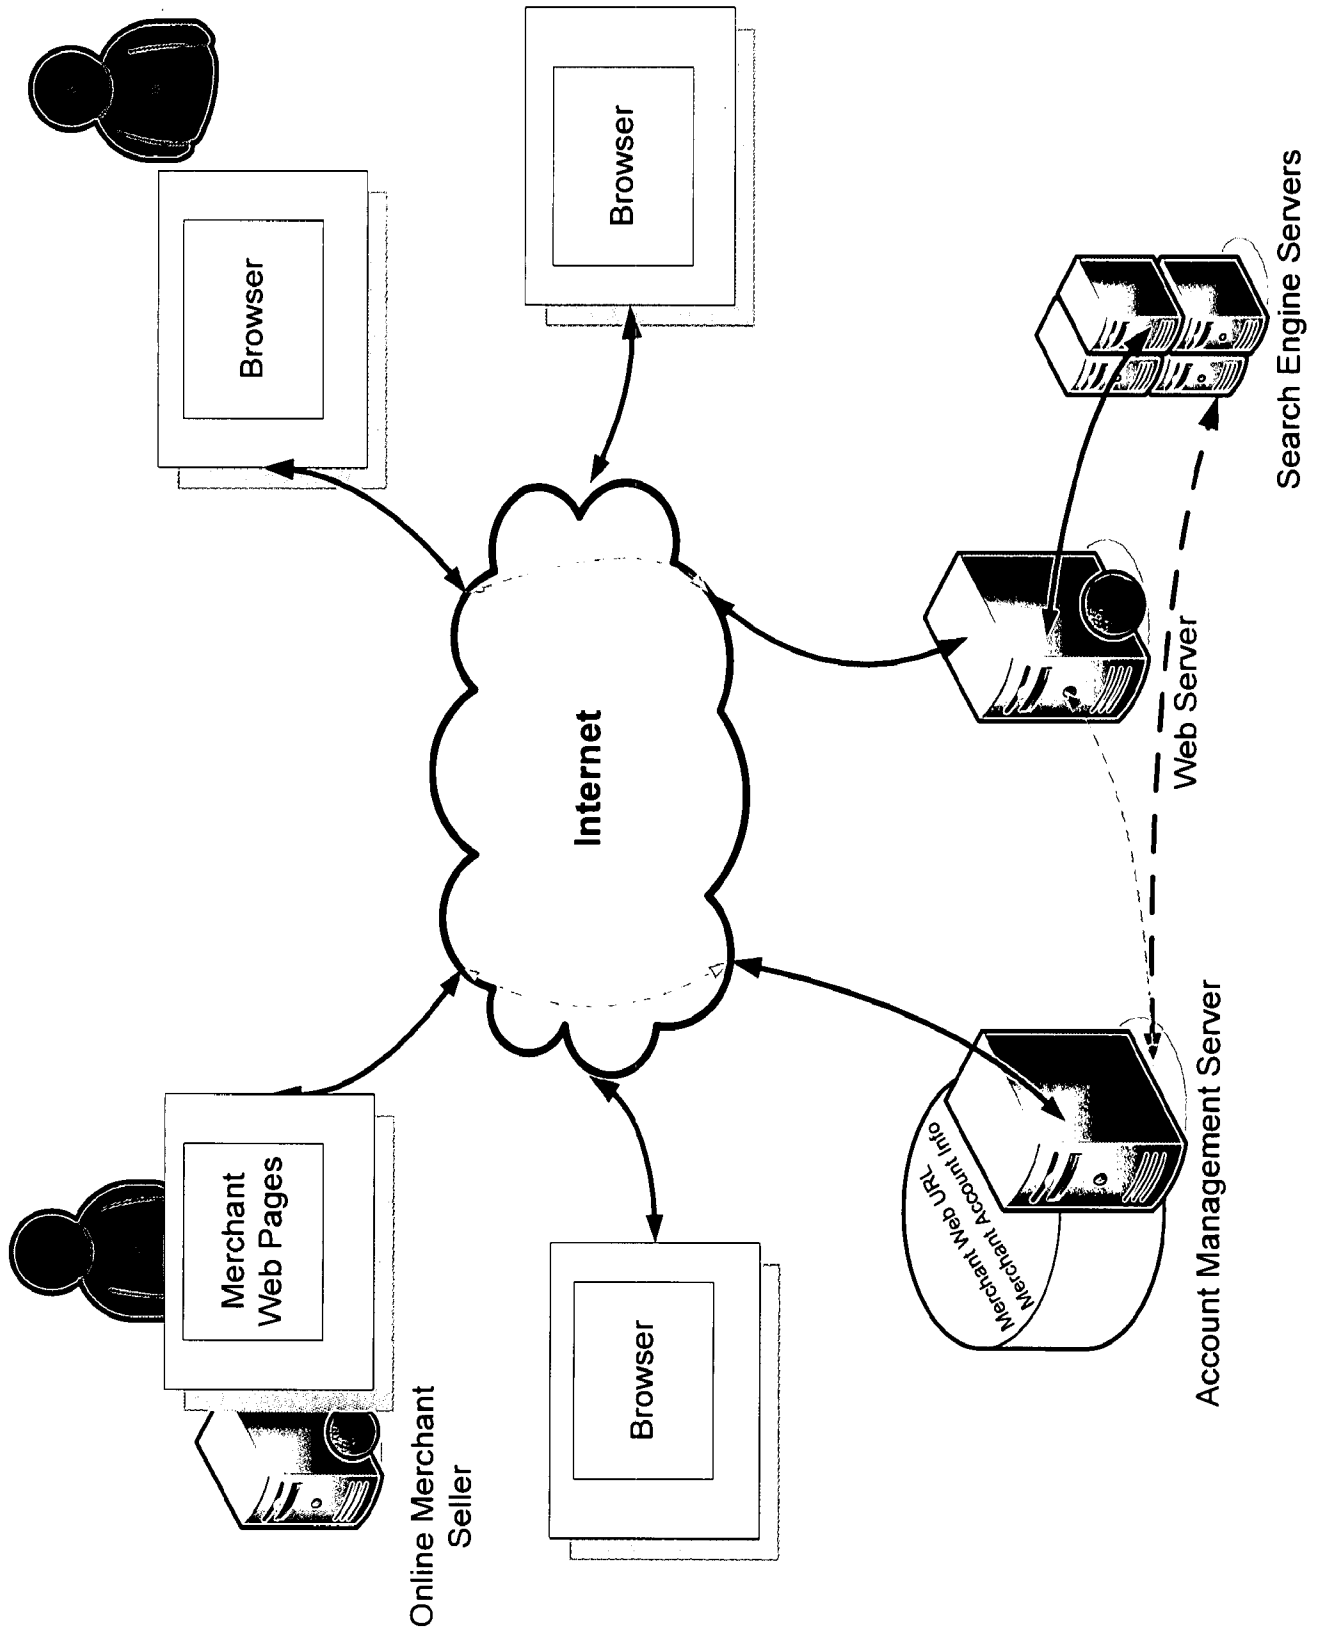 Merchant
Web Pages
Online Merchant
Seller
Browser
Browser
Internet
Browser
Merchant Web URL
Merchant Account Info
Account Management Server
Web Server
Search Engine Servers